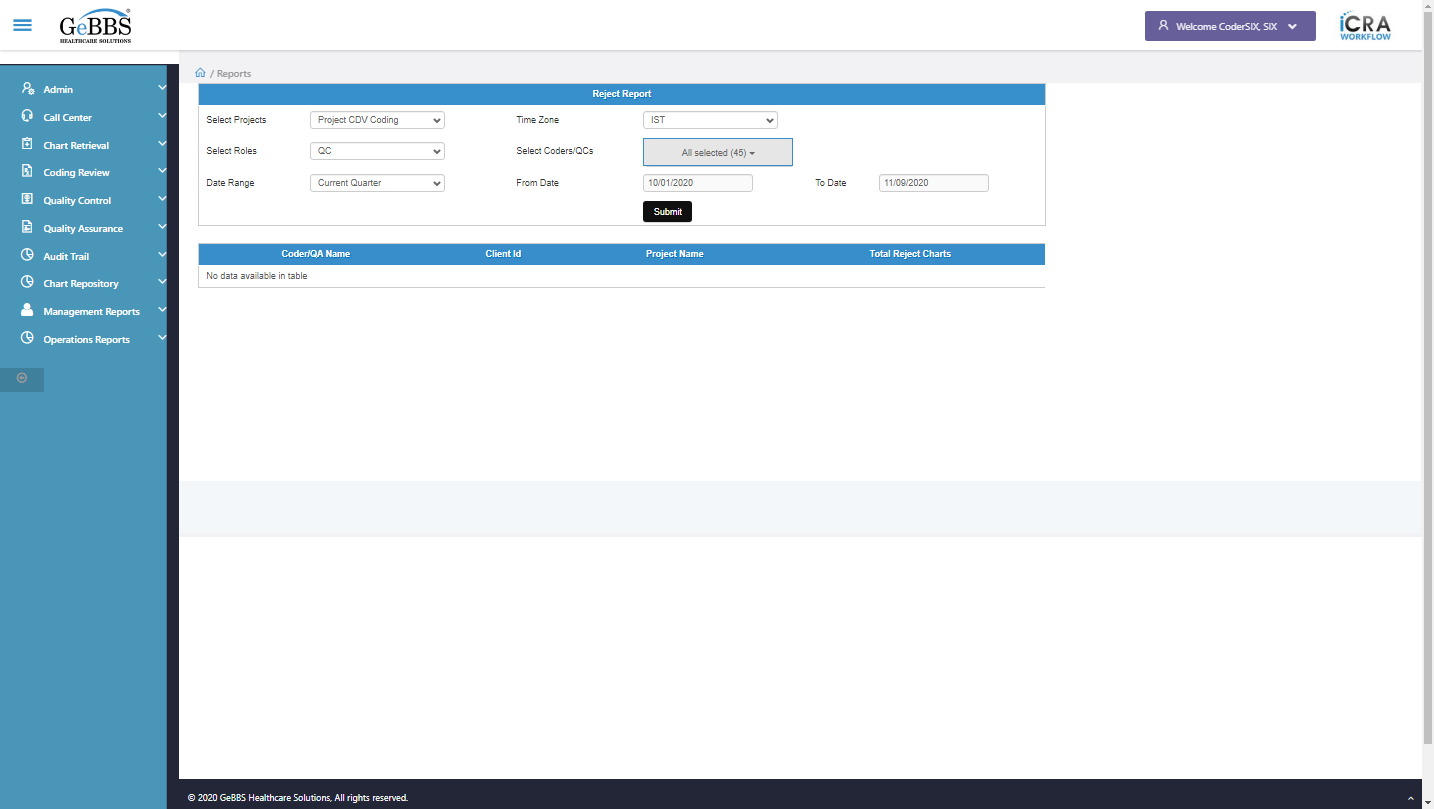 GeBBS®
HEALTHCARE SOLUTIONS
Welcome CoderSIX, SIX
iCRA
WORKFLOW
Admin
Call Center
Chart Retrieval
Coding Review
Quality Control
Quality Assurance
Audit Trail
Chart Repository
Management Reports
Operations Reports
/ Reports
Reject Report
Select Projects Project CDV Coding Time Zone IST
Select Roles QC Select Coders/QCs All selected (45)
Date Range Current Quarter From Date 10/01/2020 To Date 11/09/2020
Submit
Coder/QA Name Client Id Project Name Total Reject Charts
No data available in table
© 2020 GeBBS Healthcare Solutions, All rights reserved.